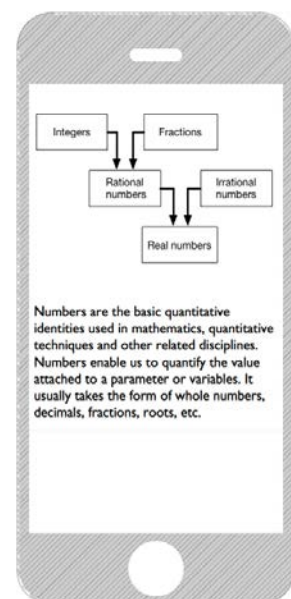 Integers
Fractions
Rational
numbers
Irrational
numbers
Real numbers
Numbers are the basic quantitative
identities used in mathematics, quantitative
techniques and other related disciplines.
Numbers enable us to quantify the value
attached to a parameter or variables. It
usually takes the form of whole numbers,
decimals, fractions, roots, etc.